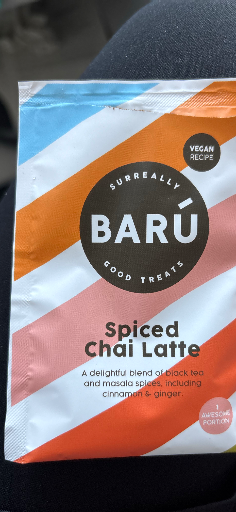 VEGAN
RECIPE
SURREALLY
BARÚ
GOOD TREATS
Spiced
Chai Latte
A delightful blend of black tea
and masala spices, including
cinnamon & ginger.
1
AWESOME
PORTION